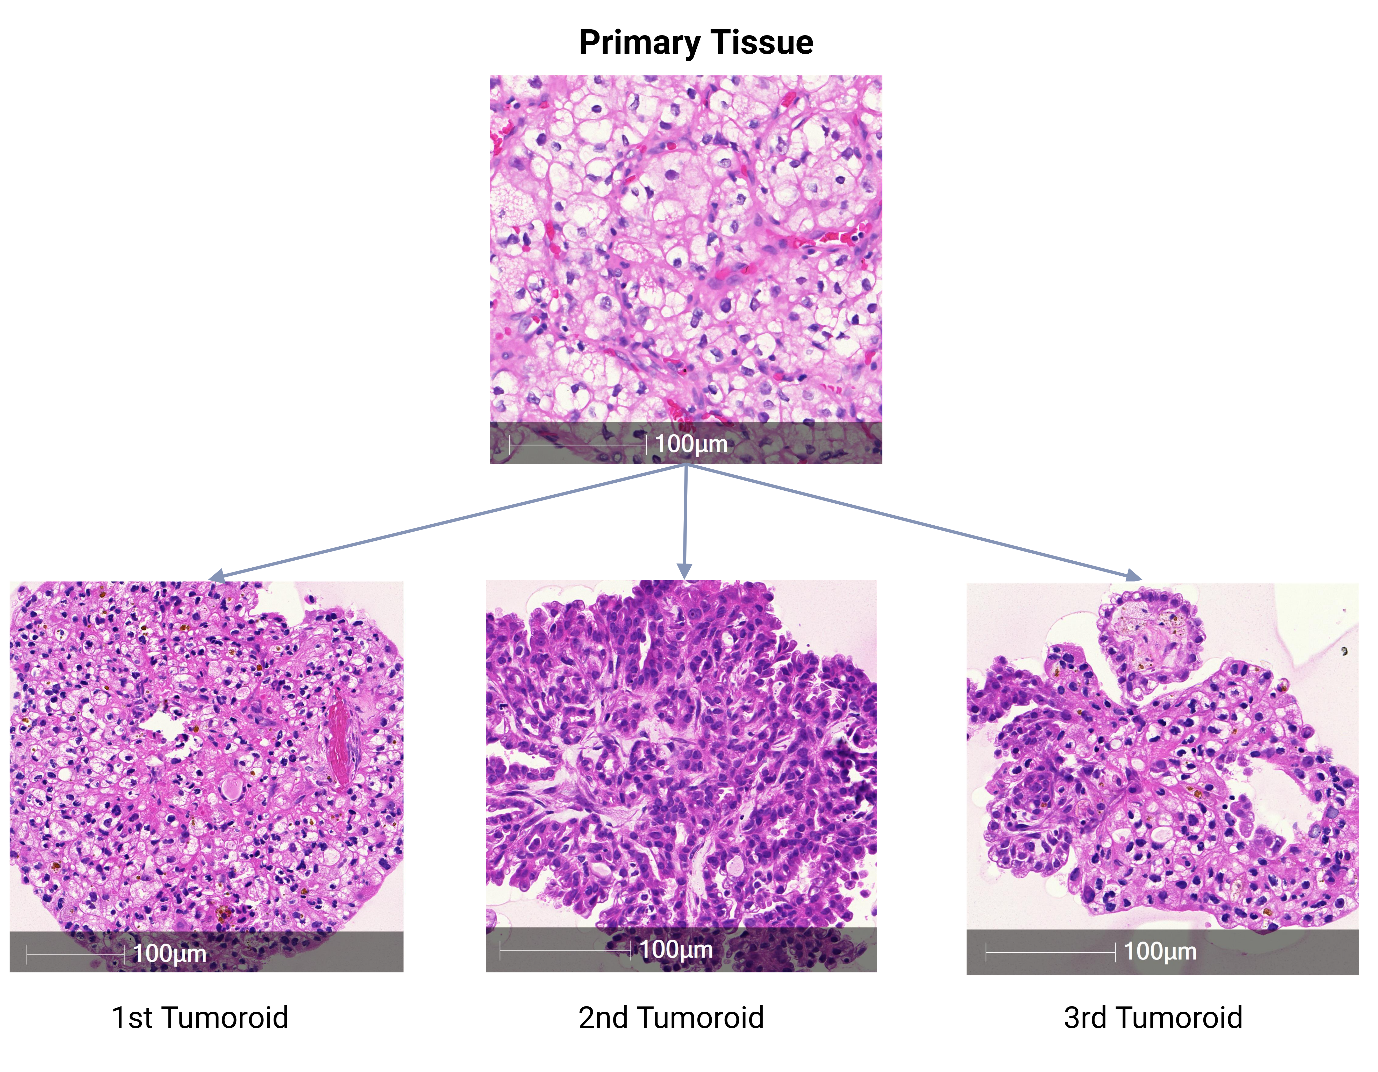 Primary Tissue
100µm
100µm
100µm
100µm
1st Tumoroid
2nd Tumoroid
3rd Tumoroid